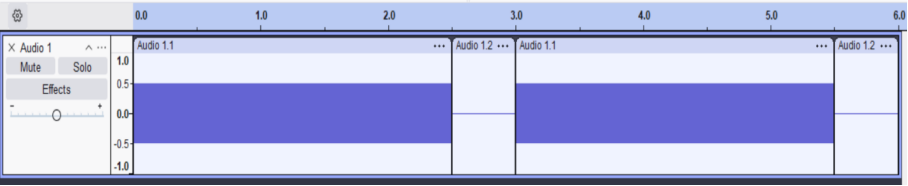 0.0 1.0 2.0 3.0 4.0 5.0 6.0
× Audio 1 ^ ... Audio 1.1 ... Audio 1.2 ... Audio 1.1 ... Audio 1.2 ...
Mute Solo 1.0
Effects 0.5
- +
0.0
-0.5
-1.0